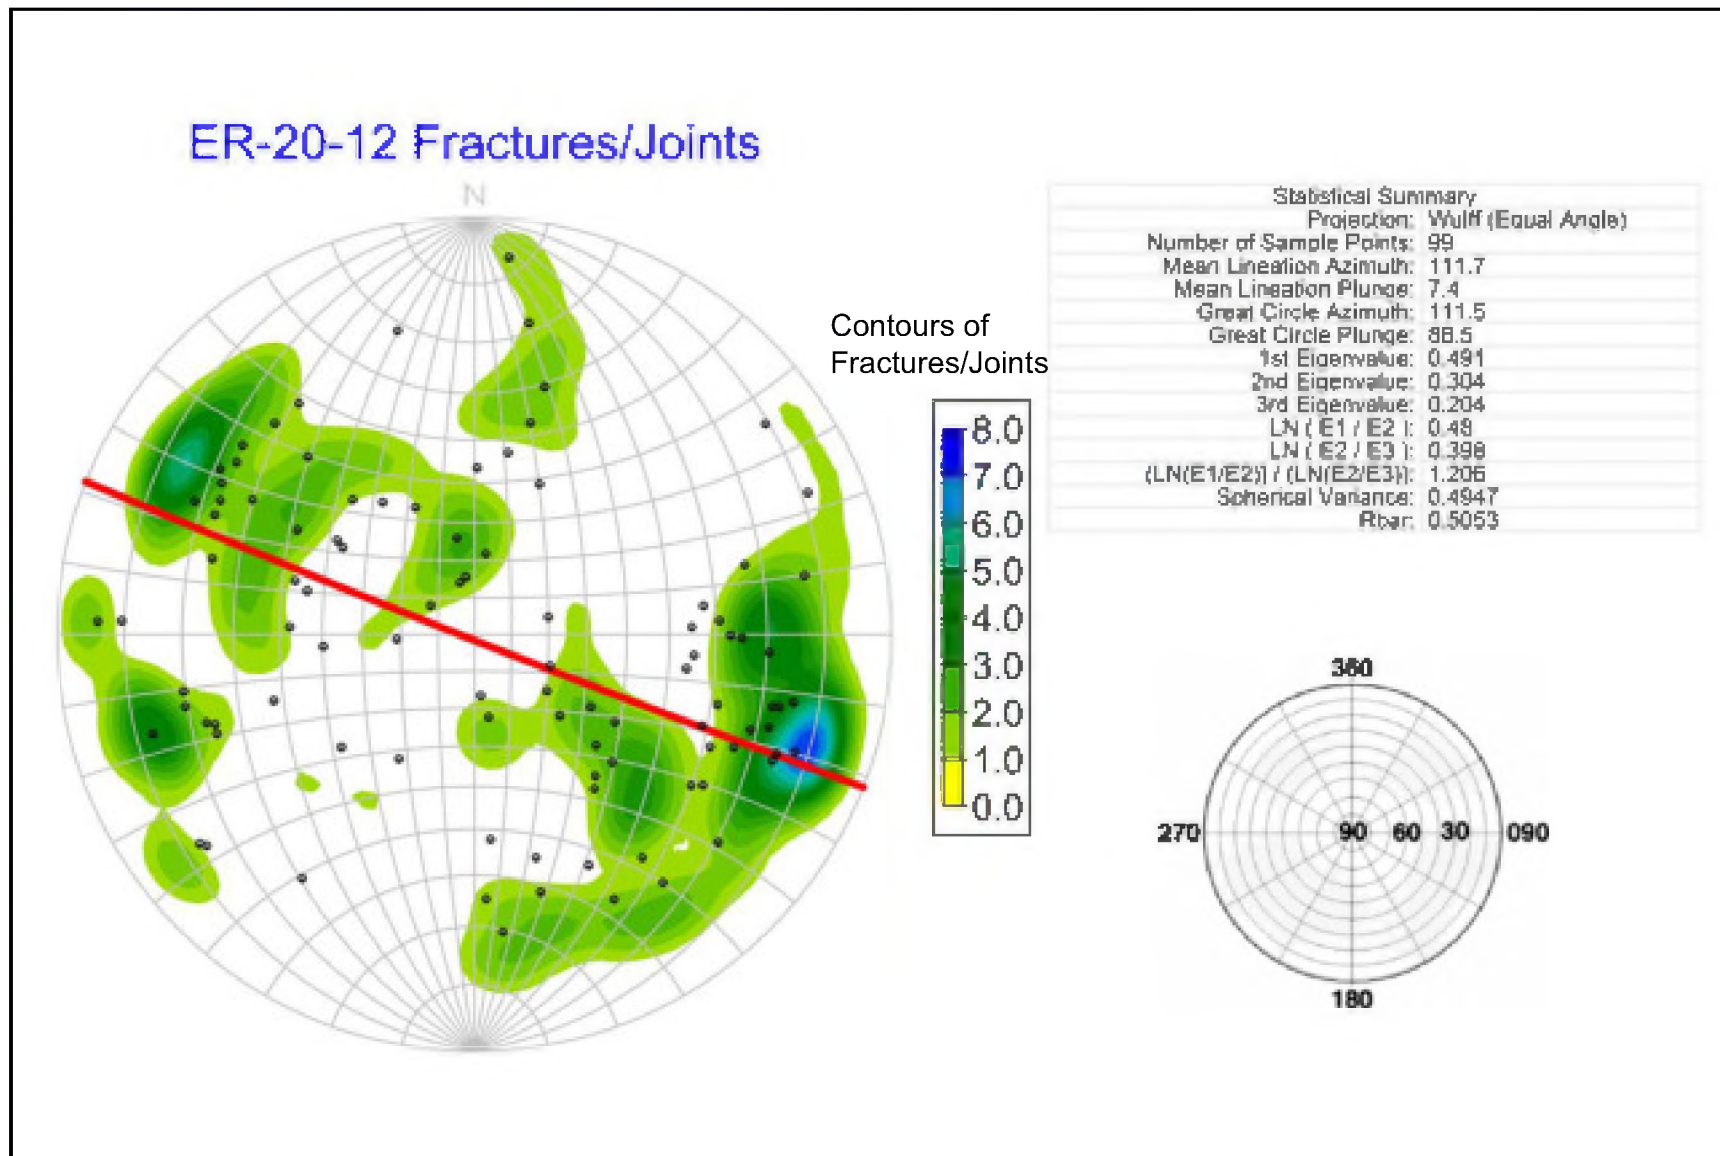 ER-20-12 Fractures/Joints
N
Contours of
Fractures/Joints
8.0
7.0
6.0
5.0
4.0
3.0
2.0
1.0
0.0
Statistical Summary
Projection: Wulff (Equal Angle)
Number of Sample Points: 99
Mean Lineation Azimuth: 111.7
Mean Lineation Plunge: 7.4
Great Circle Azimuth: 111.5
Great Circle Plunge: 88.5
1st Eigenvalue: 0.491
2nd Eigenvalue: 0.304
3rd Eigenvalue: 0.204
LN ( E1 / E2 ): 0.48
LN ( E2 / E3 ): 0.398
(LN(E1/E2)] / (LN(E2/E3)]: 1.206
Spherical Variance: 0.4947
Rbar: 0.5053
360
270
90
60
30
090
180